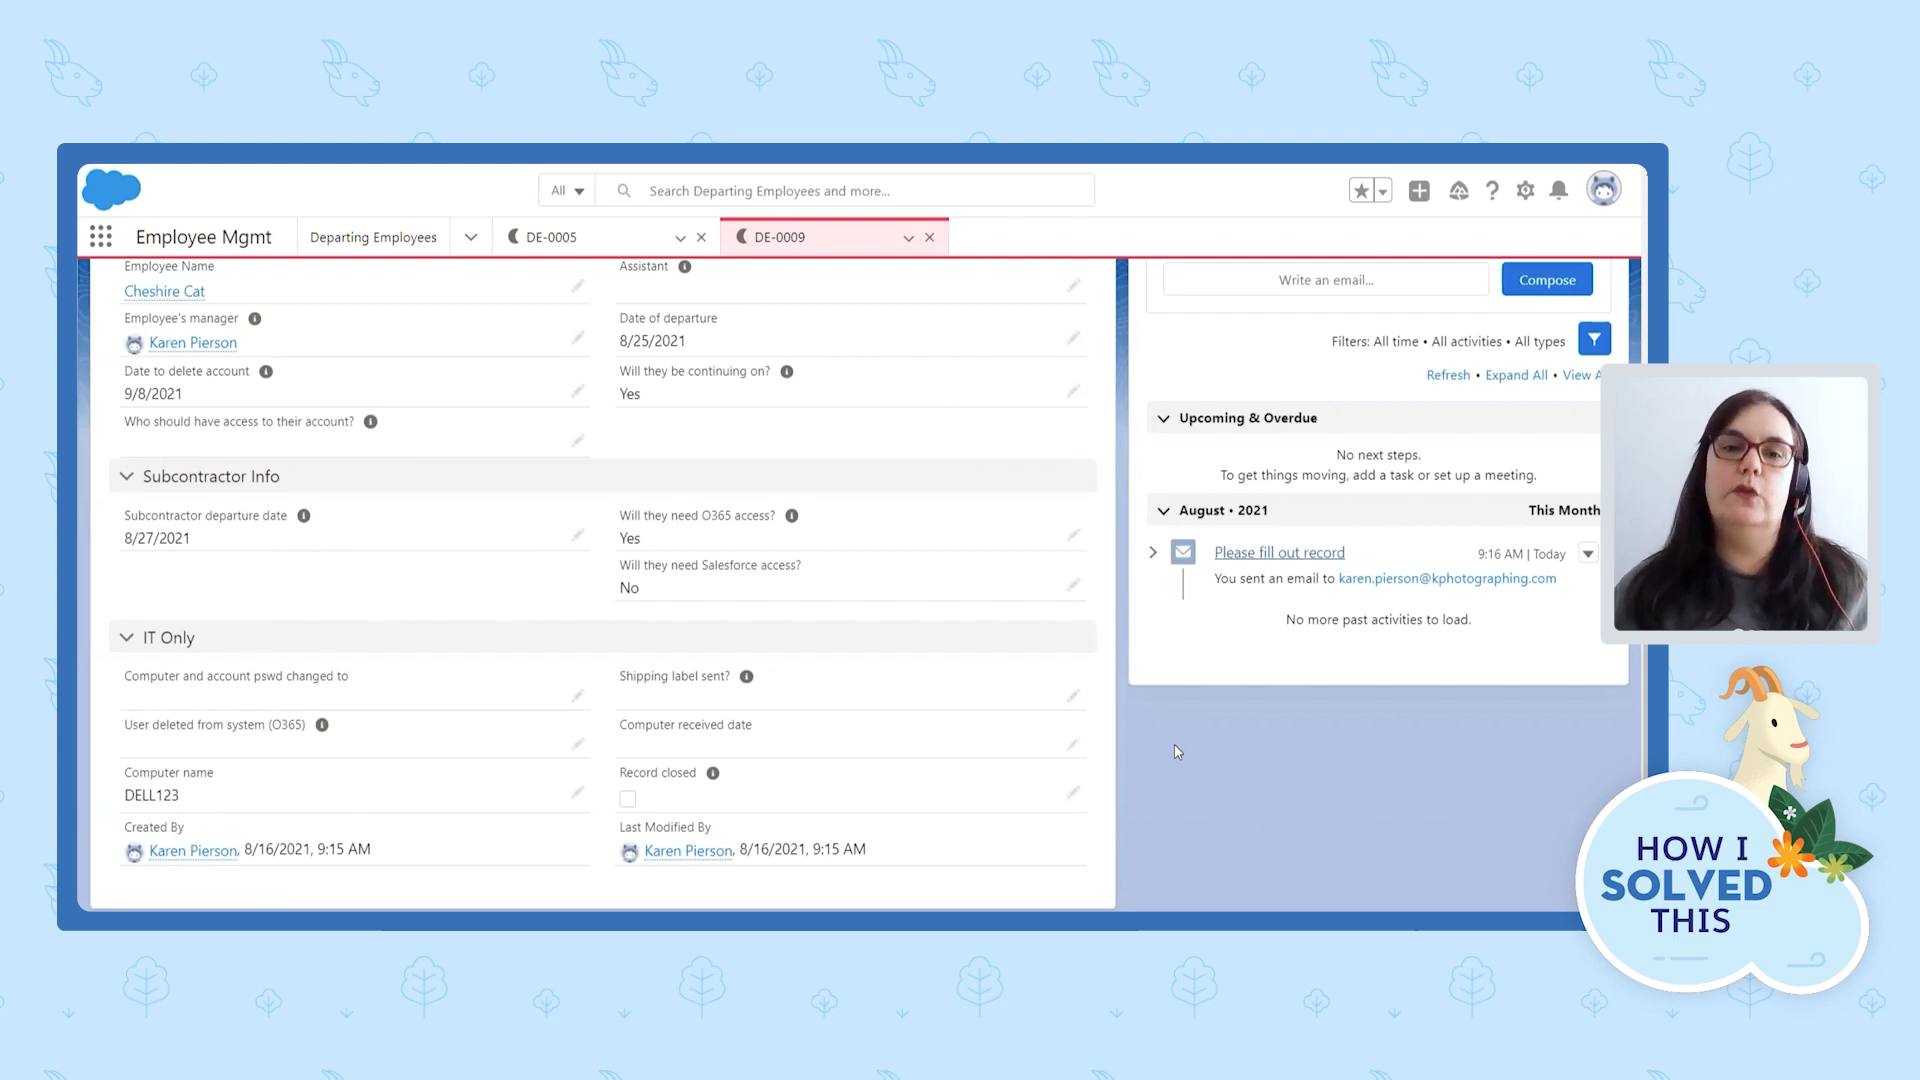 All
Search Departing Employees and more...
Employee Mgmt
Departing Employees
DE-0005
DE-0009
Employee Name
Cheshire Cat
Assistant
Employee's manager
Karen Pierson
Date of departure
8/25/2021
Date to delete account
9/8/2021
Will they be continuing on?
Yes
Who should have access to their account?
Subcontractor Info
Subcontractor departure date
8/27/2021
Will they need O365 access?
Yes
Will they need Salesforce access?
No
IT Only
Computer and account pswd changed to
Shipping label sent?
User deleted from system (O365)
Computer received date
Computer name
DELL123
Record closed
Created By
Karen Pierson, 8/16/2021, 9:15 AM
Last Modified By
Karen Pierson, 8/16/2021, 9:15 AM
Write an email...
Compose
Filters: All time • All activities • All types
Refresh • Expand All • View A
Upcoming & Overdue
No next steps.
To get things moving, add a task or set up a meeting.
August • 2021
This Month
Please fill out record
9:16 AM | Today
You sent an email to karen.pierson@kphotographing.com
No more past activities to load.
HOW I
SOLVED
THIS